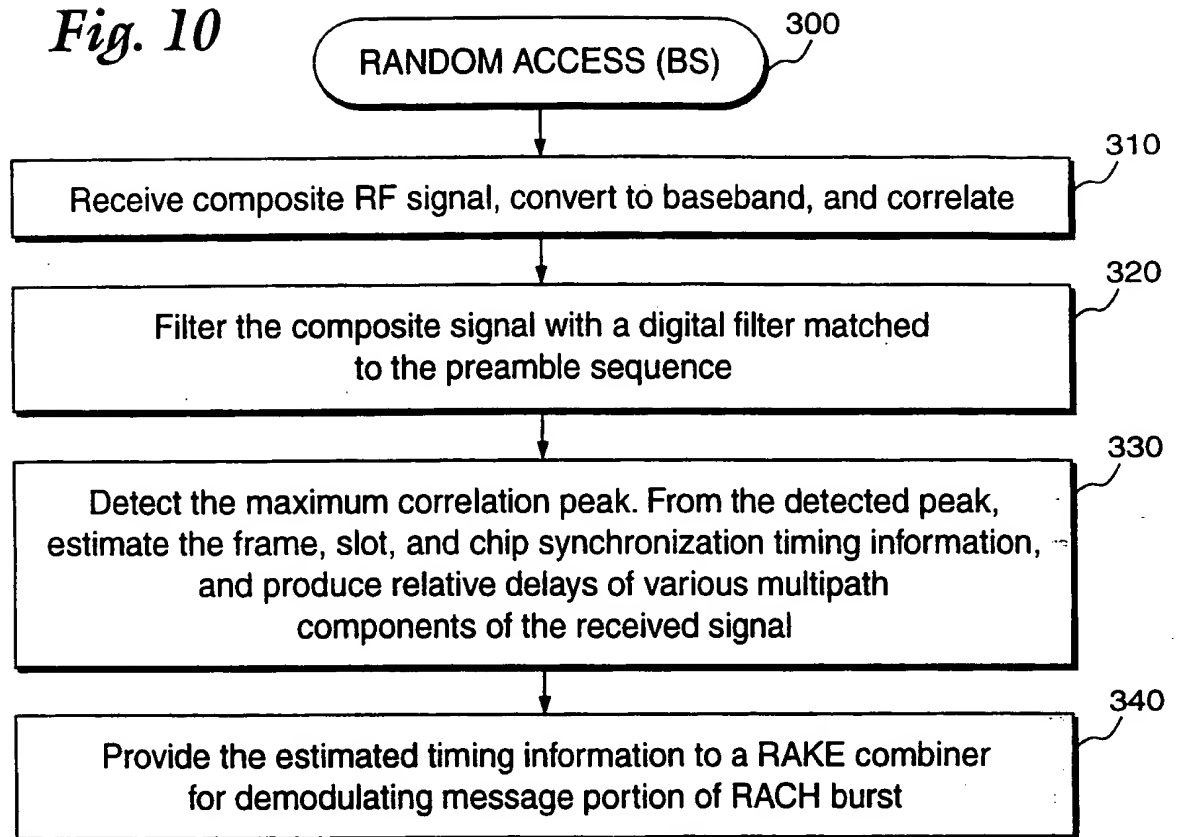 Fig. 10
300
RANDOM ACCESS (BS)
310
Receive composite RF signal, convert to baseband, and correlate
320
Filter the composite signal with a digital filter matched
to the preamble sequence
330
Detect the maximum correlation peak. From the detected peak,
estimate the frame, slot, and chip synchronization timing information,
and produce relative delays of various multipath
components of the received signal
340
Provide the estimated timing information to a RAKE combiner
for demodulating message portion of RACH burst